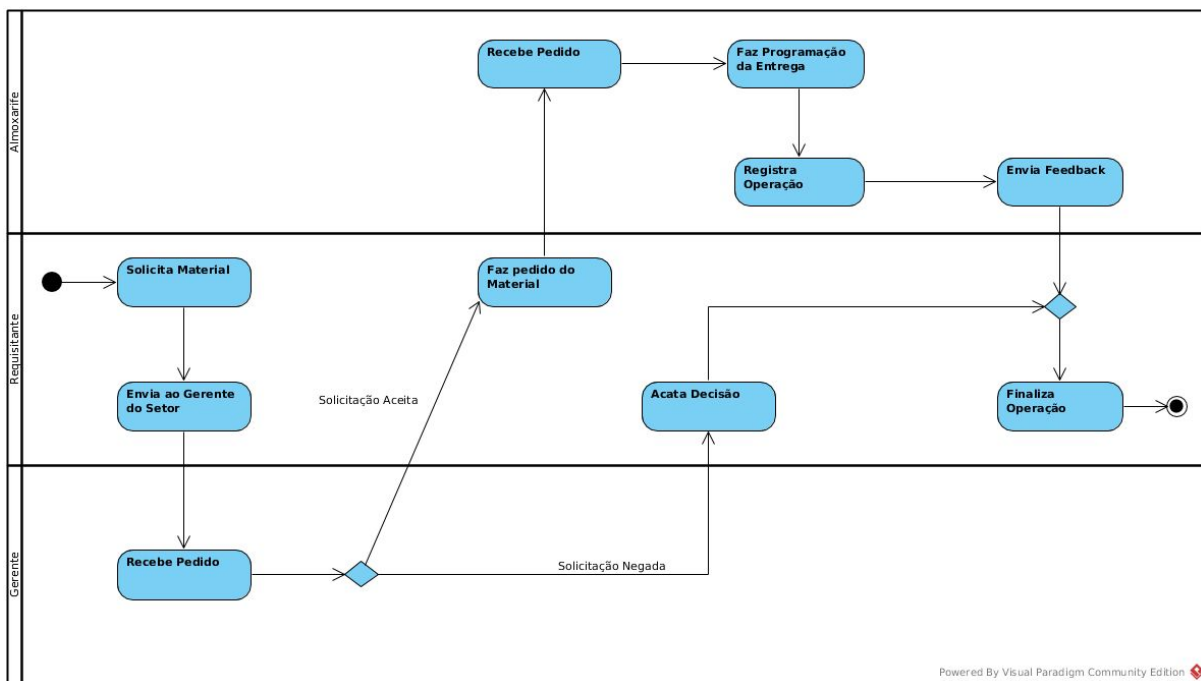 Almoxarife
Recebe Pedido
Faz Programação
da Entrega
Registra
Operação
Envia Feedback
Requisitante
Solicita Material
Faz pedido do
Material
Envia ao Gerente
do Setor
Solicitação Aceita
Acata Decisão
Finaliza
Operação
Gerente
Recebe Pedido
Solicitação Negada
Powered By Visual Paradigm Community Edition